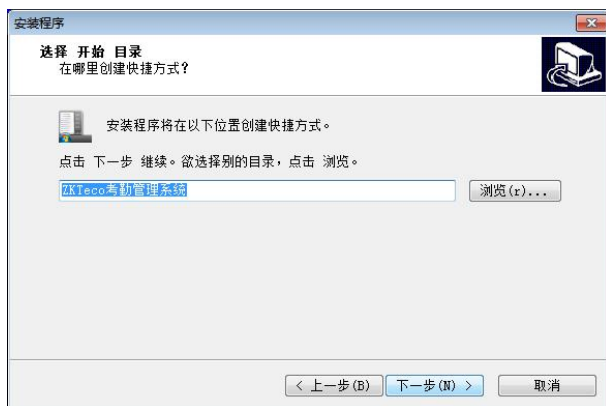 安装程序
选择 开始 目录
在哪里创建快捷方式?
安装程序将在以下位置创建快捷方式。
点击 下一步 继续。欲选择别的目录，点击 浏览。
ZKTeco考勤管理系统
浏览(r)...
< 上一步(B)
下一步(N) >
取消